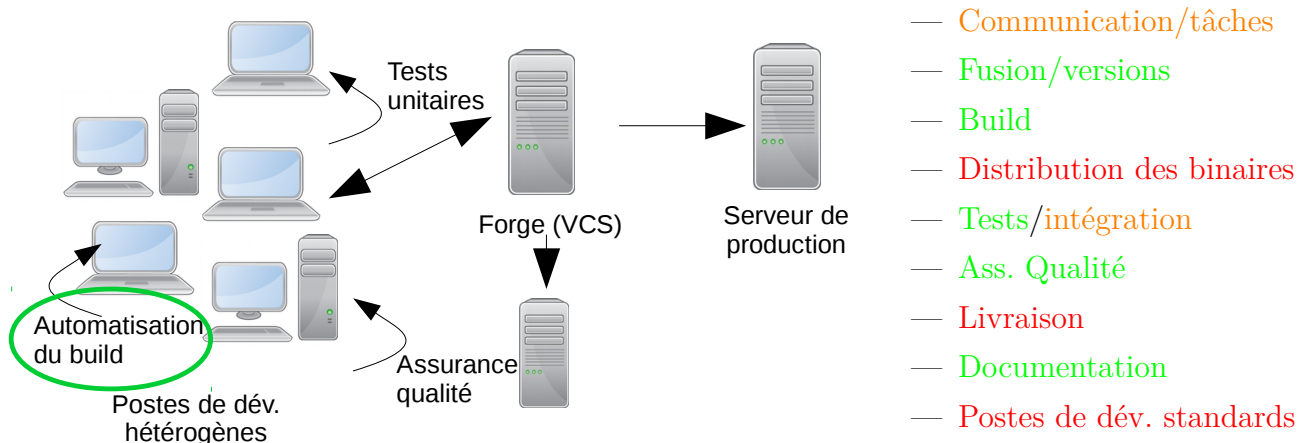 Tests
unitaires
Forge (VCS)
Serveur de
production
Automatisation
du build
Assurance
qualité
Postes de dév.
hétérogènes
— Communication/tâches
— Fusion/versions
— Build
— Distribution des binaires
— Tests/intégration
— Ass. Qualité
— Livraison
— Documentation
— Postes de dév. standards